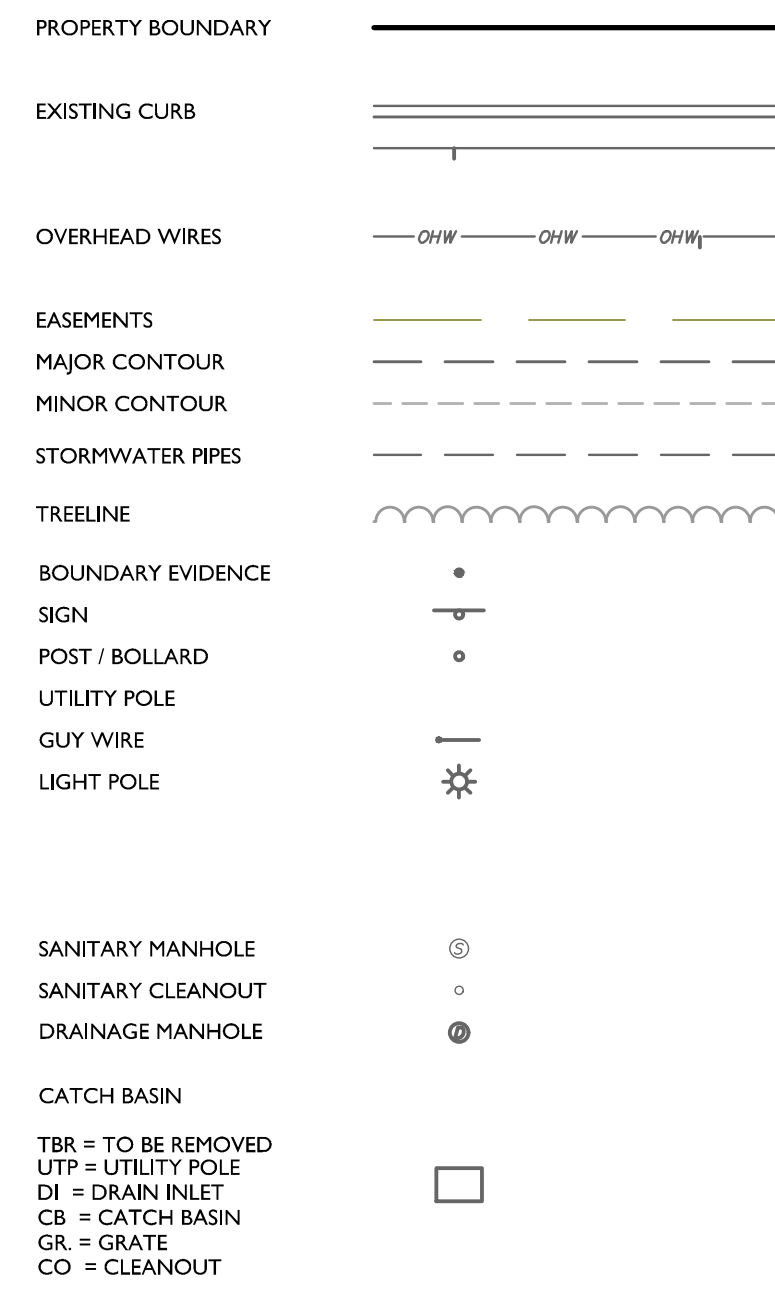 PROPERTY BOUNDARY
EXISTING CURB
OVERHEAD WIRES OHW OHW OHW
EASEMENTS
MAJOR CONTOUR
MINOR CONTOUR
STORMWATER PIPES
TREELINE
BOUNDARY EVIDENCE
SIGN
POST / BOLLARD
UTILITY POLE
GUY WIRE
LIGHT POLE
SANITARY MANHOLE S
SANITARY CLEANOUT
DRAINAGE MANHOLE D
CATCH BASIN
TBR = TO BE REMOVED
UTP = UTILITY POLE
DI = DRAIN INLET
CB = CATCH BASIN
GR. = GRATE
CO = CLEANOUT